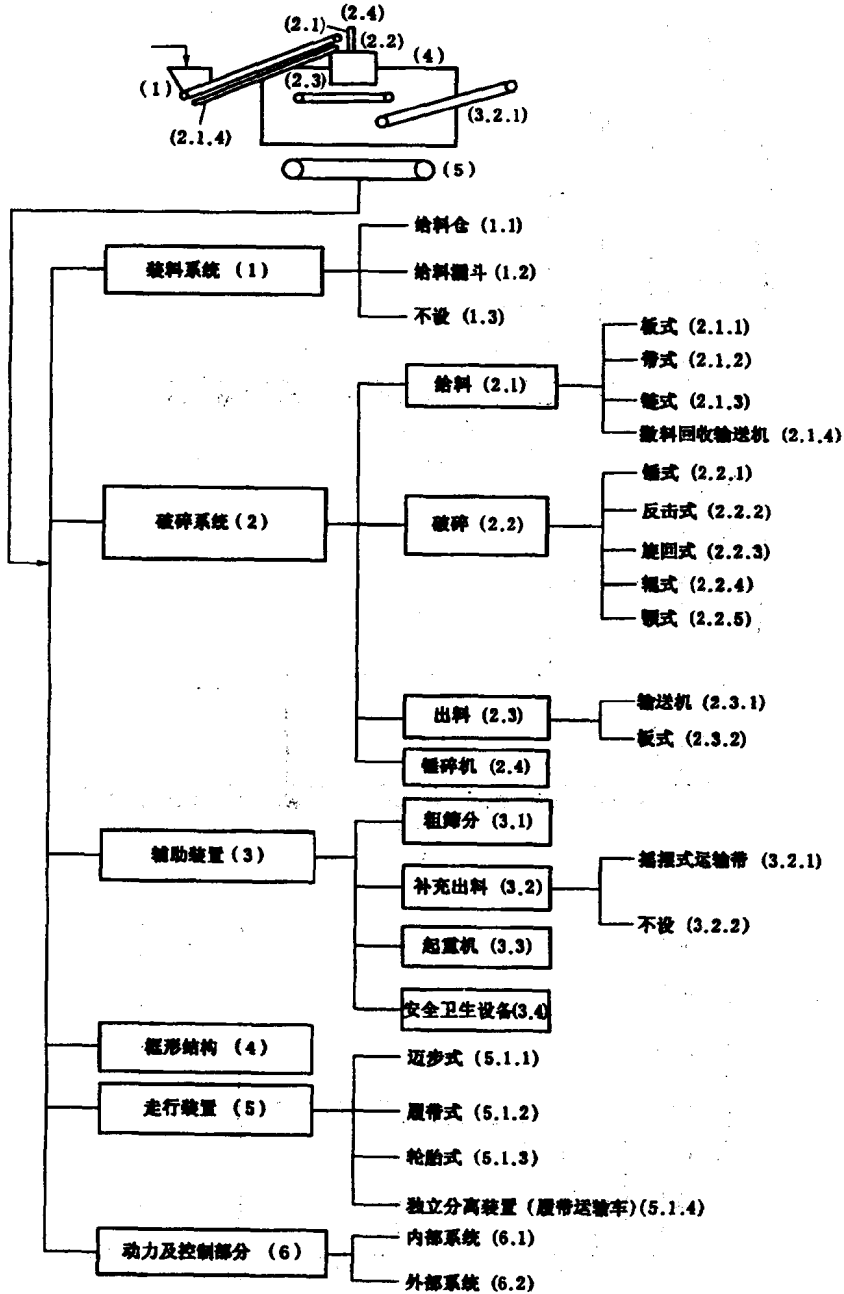 (2.4)
(2.1)
(2.2)
(4)
(1)
(2.3)
(3.2.1)
(2.1.4)
(5)
给料仓 (1.1)
装料系统 (1)
给料漏斗 (1.2)
不设 (1.3)
板式 (2.1.1)
带式 (2.1.2)
给料 (2.1)
链式 (2.1.3)
撒料回收输送机 (2.1.4)
锤式 (2.2.1)
反击式 (2.2.2)
破碎系统 (2)
破碎 (2.2)
旋回式 (2.2.3)
辊式 (2.2.4)
颚式 (2.2.5)
输送机 (2.3.1)
出料 (2.3)
板式 (2.3.2)
锤碎机 (2.4)
粗筛分 (3.1)
辅助装置 (3)
摇摆式运输带 (3.2.1)
补充出料 (3.2)
不设 (3.2.2)
起重机 (3.3)
安全卫生设备(3.4)
框形结构 (4)
迈步式 (5.1.1)
走行装置 (5)
履带式 (5.1.2)
轮胎式 (5.1.3)
独立分离装置 (履带运输车)(5.1.4)
内部系统 (6.1)
动力及控制部分 (6)
外部系统 (6.2)